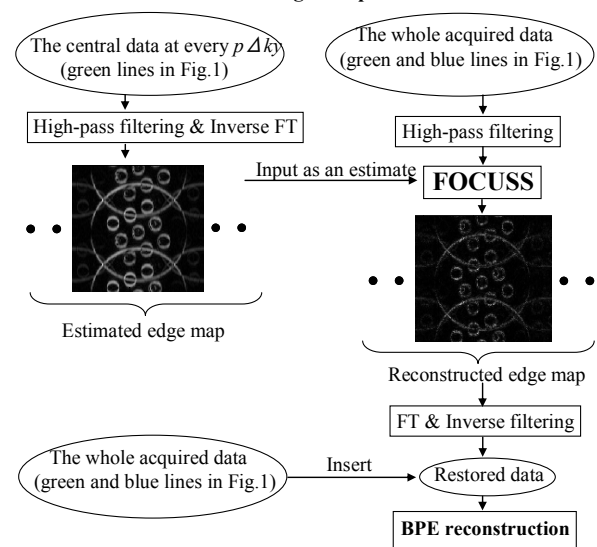 The central data at every p Δky
(green lines in Fig.1)
High-pass filtering & Inverse FT
Estimated edge map
The whole acquired data
(green and blue lines in Fig.1)
High-pass filtering
Input as an estimate
FOCUSS
Reconstructed edge map
FT & Inverse filtering
The whole acquired data
(green and blue lines in Fig.1)
Insert
Restored data
BPE reconstruction